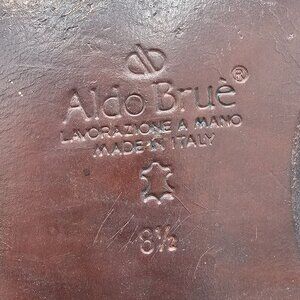 Aldo Bruè®
LAVORAZIONE A MANO
MADE IN ITALY
8½